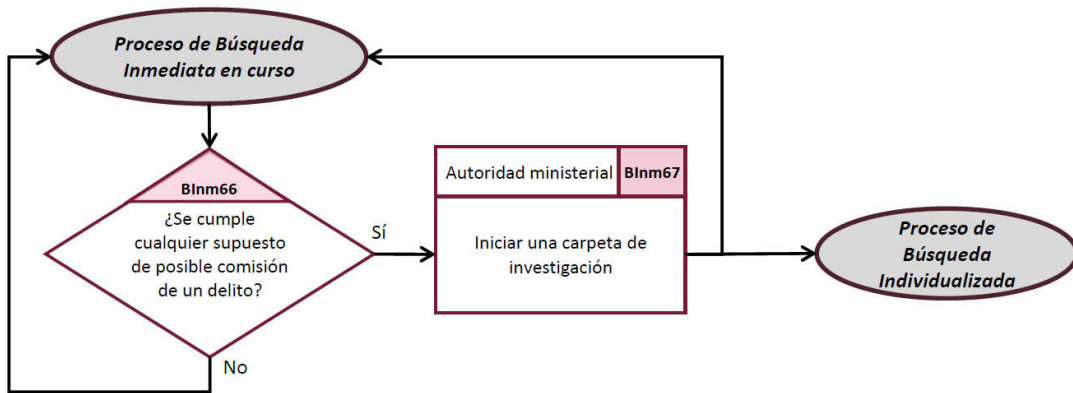 Proceso de Búsqueda
Inmediata en curso
BInm66
¿Se cumple
cualquier supuesto
de posible comisión
de un delito?
Sí
No
Autoridad ministerial
BInm67
Iniciar una carpeta de
investigación
Proceso de
Búsqueda
Individualizada